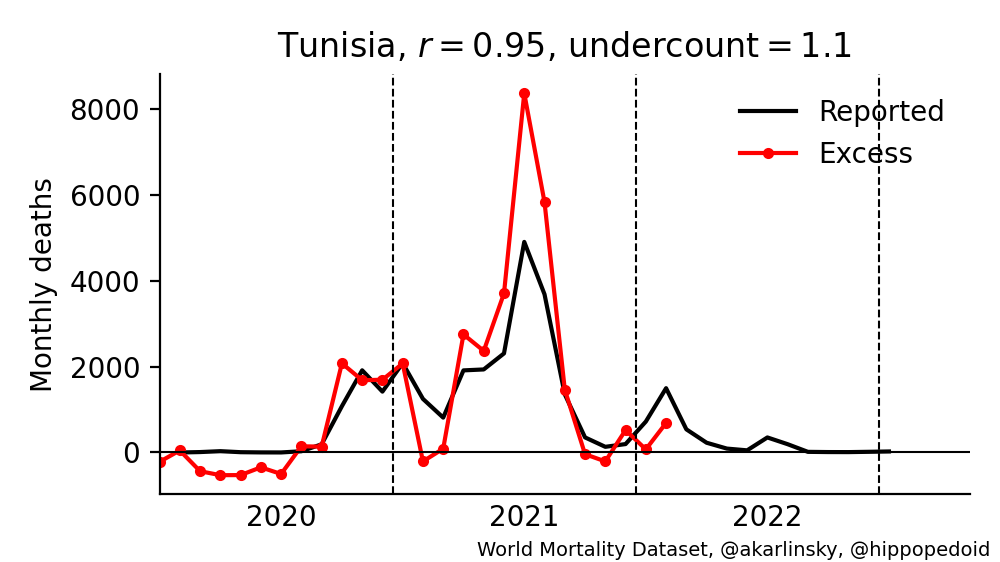 Tunisia, r = 0.95, undercount = 1.1
Reported
Excess
Monthly deaths
8000
6000
4000
2000
0
2020 2021 2022
World Mortality Dataset, @akarlinsky, @hippopedoid